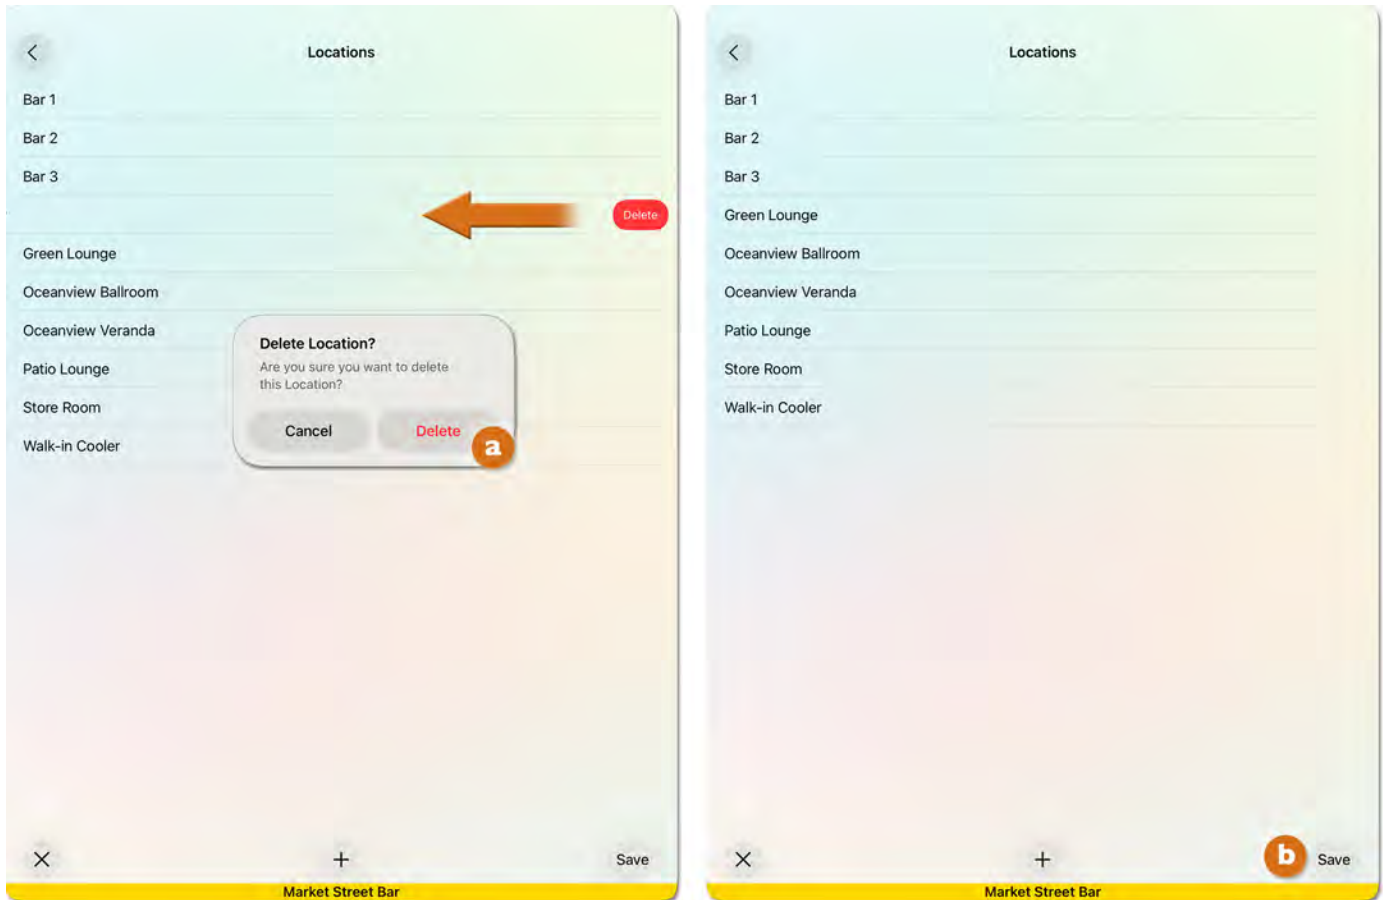 Locations
Bar 1
Bar 2
Bar 3
Delete
Green Lounge
Oceanview Ballroom
Oceanview Veranda
Patio Lounge
Store Room
Walk-in Cooler
Delete Location?
Are you sure you want to delete
this Location?
Cancel
Delete
a
Save
Market Street Bar
Locations
Bar 1
Bar 2
Bar 3
Green Lounge
Oceanview Ballroom
Oceanview Veranda
Patio Lounge
Store Room
Walk-in Cooler
b
Save
Market Street Bar